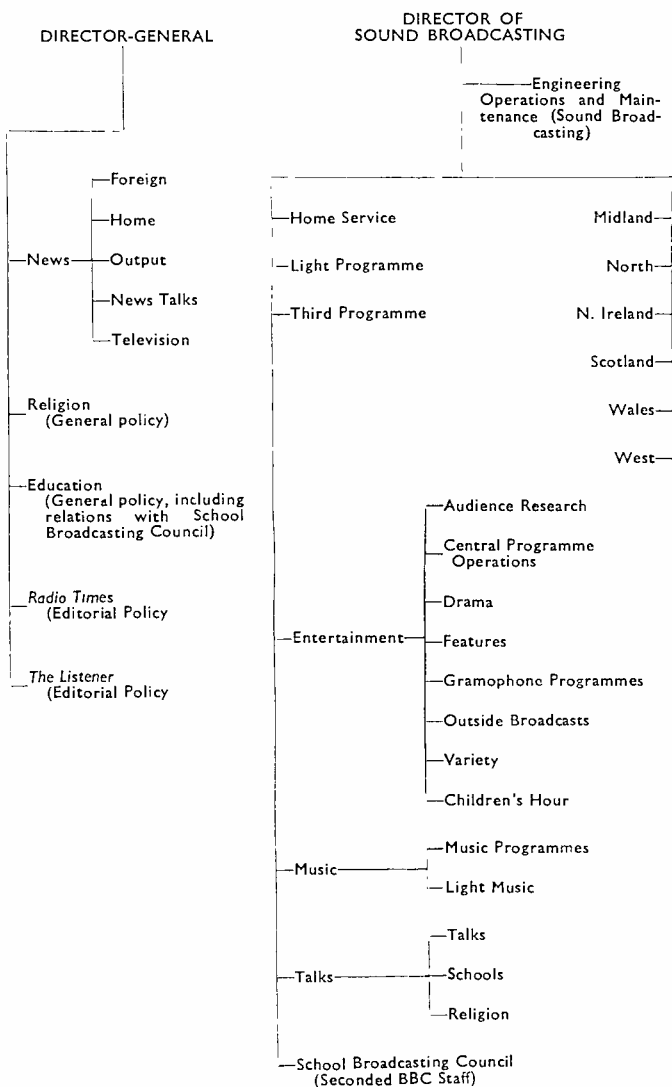 DIRECTOR-GENERAL
News
Foreign
Home
Output
News Talks
Television
Religion
(General policy)
Education
(General policy, including
relations with School
Broadcasting Council)
Radio Times
(Editorial Policy
The Listener
(Editorial Policy
DIRECTOR OF
SOUND BROADCASTING
Engineering
Operations and Main-
tenance (Sound Broad-
casting)
Home Service
Light Programme
Third Programme
Midland
North
N. Ireland
Scotland
Wales
West
Entertainment
Audience Research
Central Programme
Operations
Drama
Features
Gramophone Programmes
Outside Broadcasts
Variety
Children's Hour
Music
Music Programmes
Light Music
Talks
Talks
Schools
Religion
School Broadcasting Council
(Seconded BBC Staff)